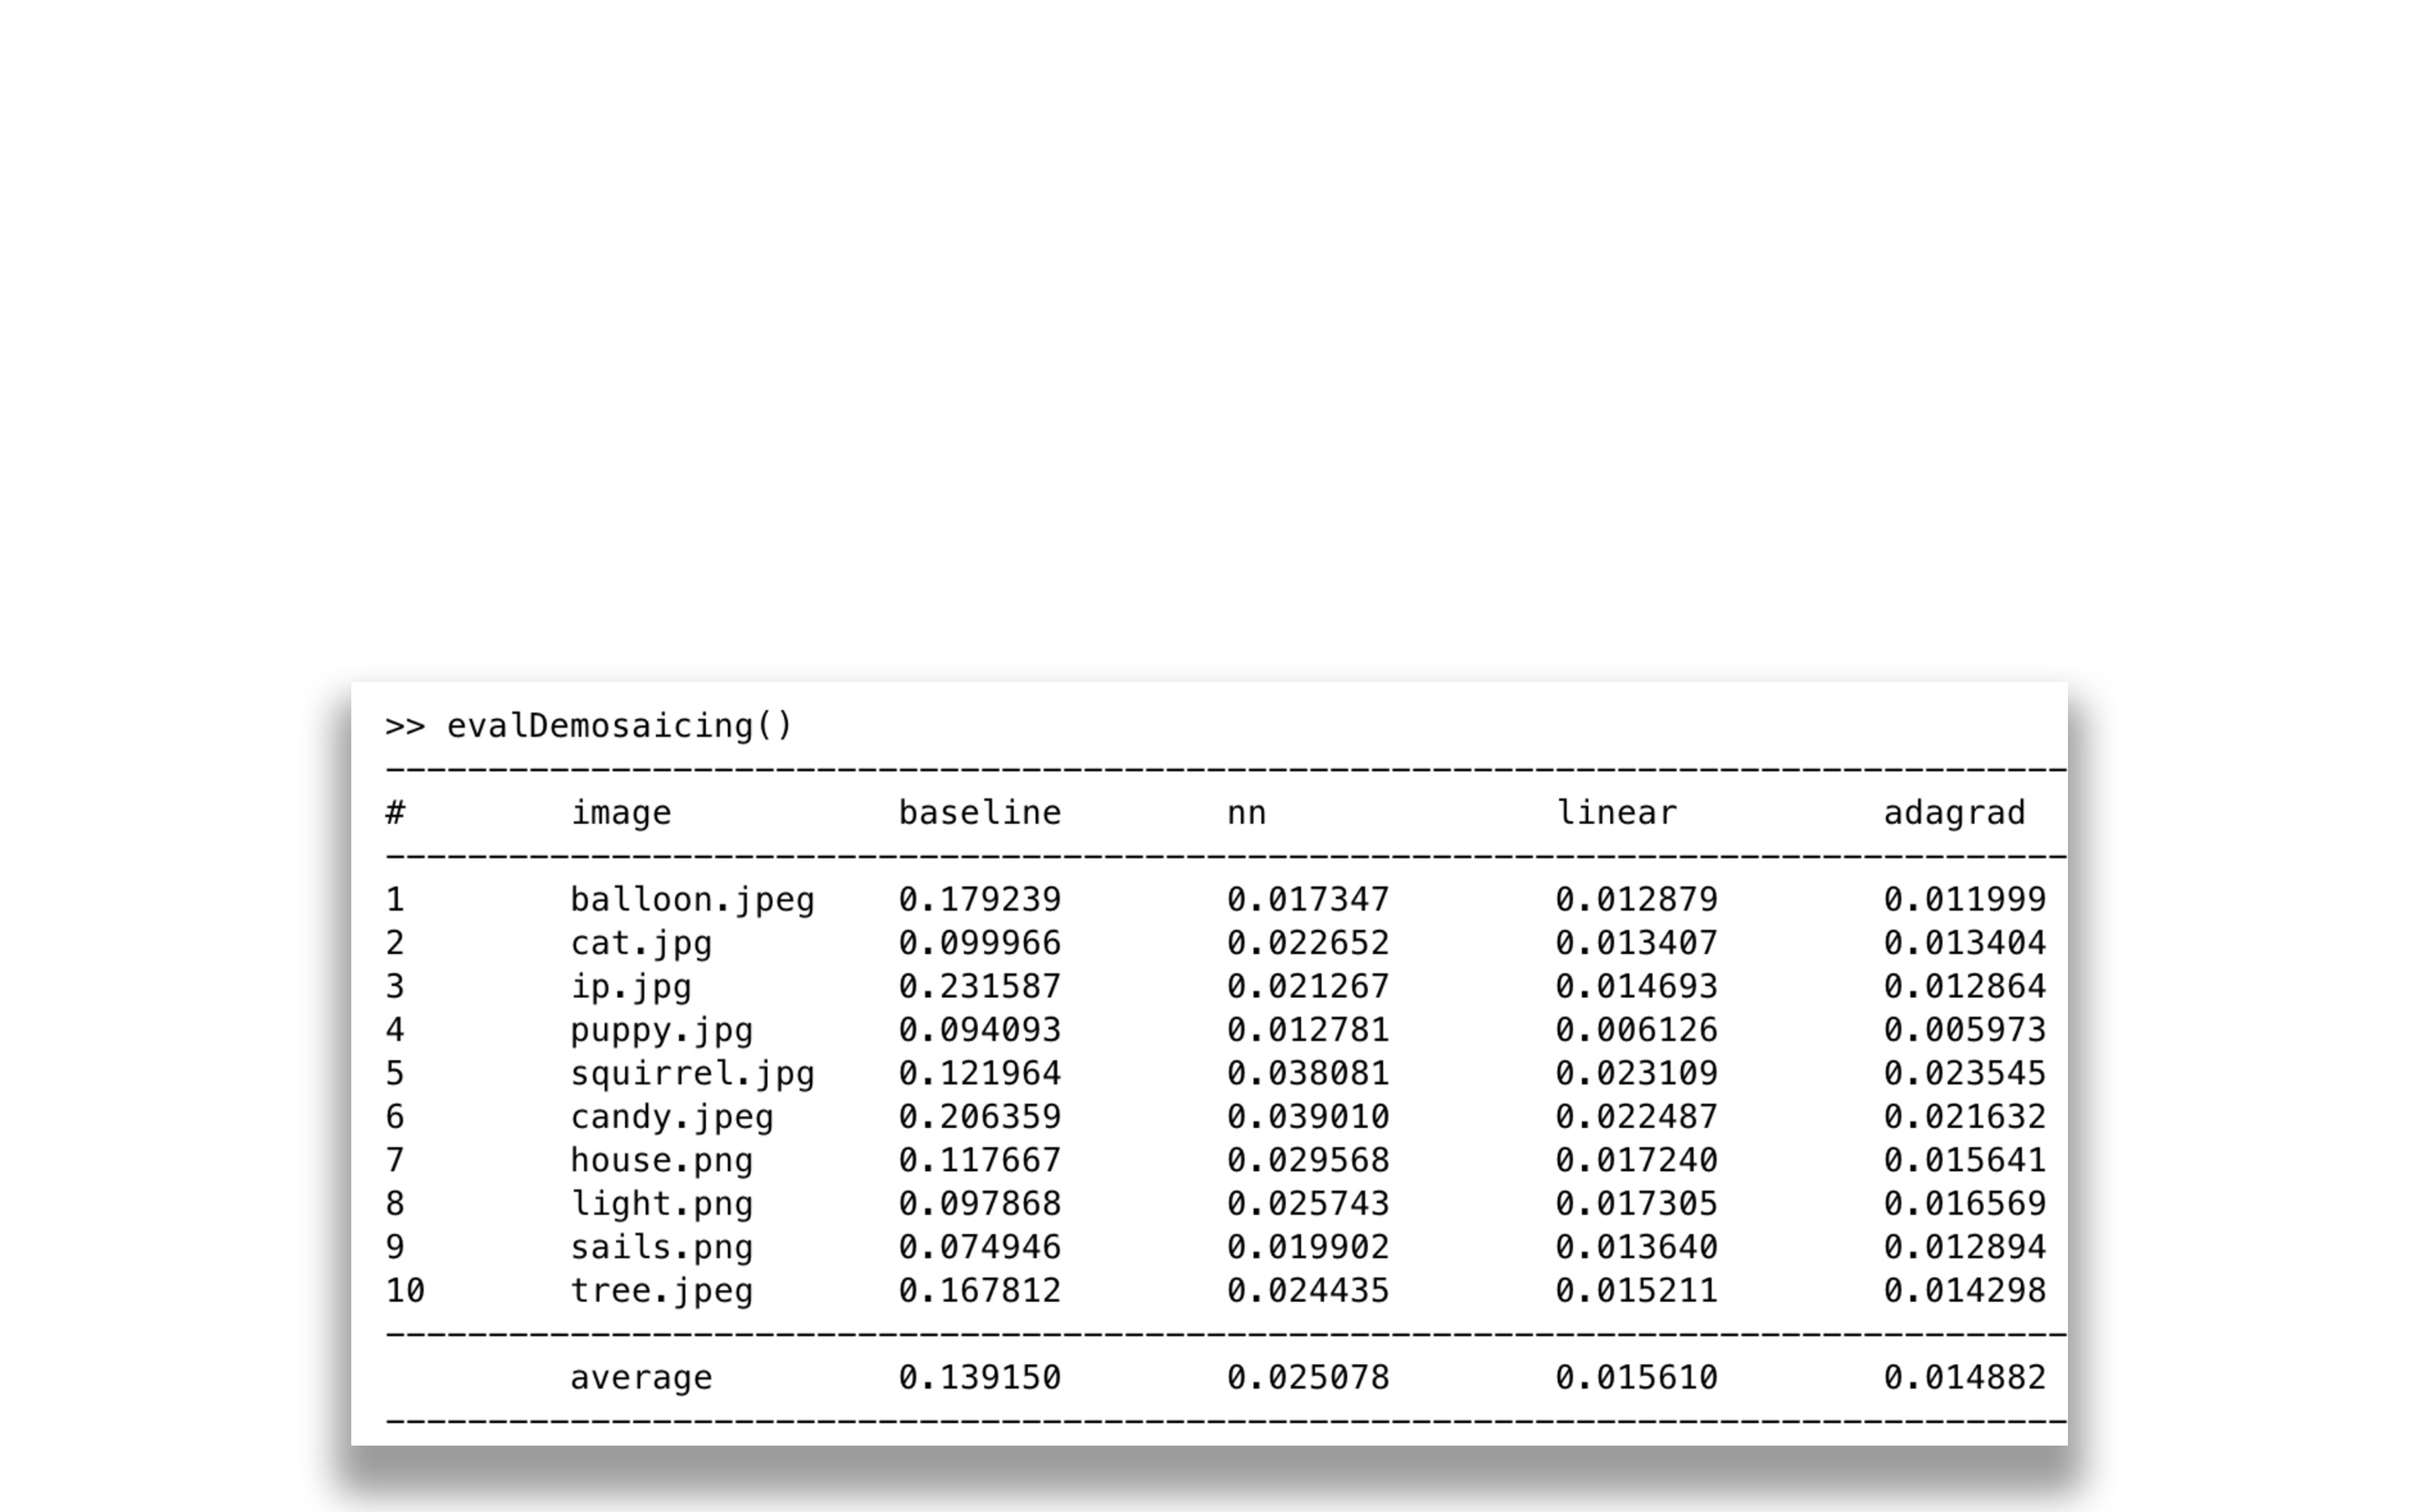 >> evalDemosaicing()
----------------------------------------------------------------------------------
# image baseline nn linear adagrad
----------------------------------------------------------------------------------
1 balloon.jpeg 0.179239 0.017347 0.012879 0.011999
2 cat.jpg 0.099966 0.022652 0.013407 0.013404
3 ip.jpg 0.231587 0.021267 0.014693 0.012864
4 puppy.jpg 0.094093 0.012781 0.006126 0.005973
5 squirrel.jpg 0.121964 0.038081 0.023109 0.023545
6 candy.jpeg 0.206359 0.039010 0.022487 0.021632
7 house.png 0.117667 0.029568 0.017240 0.015641
8 light.png 0.097868 0.025743 0.017305 0.016569
9 sails.png 0.074946 0.019902 0.013640 0.012894
10 tree.jpeg 0.167812 0.024435 0.015211 0.014298
----------------------------------------------------------------------------------
average 0.139150 0.025078 0.015610 0.014882
----------------------------------------------------------------------------------